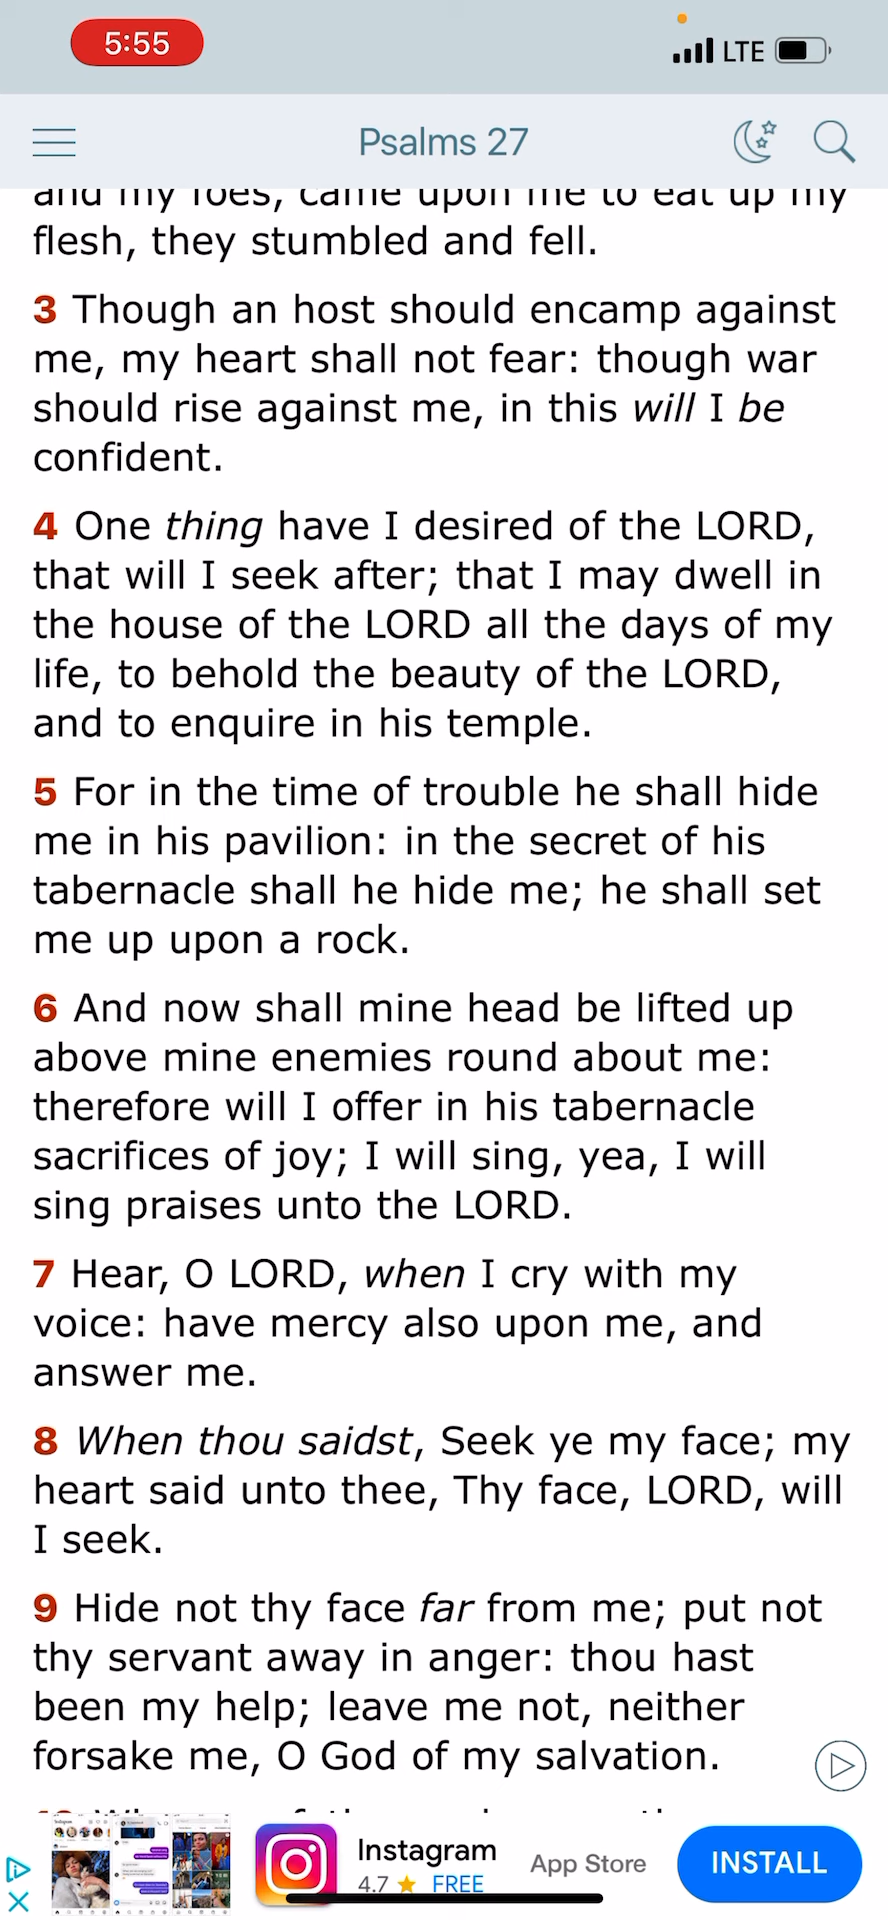 5:55
LTE
Psalms 27
and my foes, came upon me to eat up my
flesh, they stumbled and fell.
3 Though an host should encamp against
me, my heart shall not fear: though war
should rise against me, in this will I be
confident.
4 One thing have I desired of the LORD,
that will I seek after; that I may dwell in
the house of the LORD all the days of my
life, to behold the beauty of the LORD,
and to enquire in his temple.
5 For in the time of trouble he shall hide
me in his pavilion: in the secret of his
tabernacle shall he hide me; he shall set
me up upon a rock.
6 And now shall mine head be lifted up
above mine enemies round about me:
therefore will I offer in his tabernacle
sacrifices of joy; I will sing, yea, I will
sing praises unto the LORD.
7 Hear, O LORD, when I cry with my
voice: have mercy also upon me, and
answer me.
8 When thou saidst, Seek ye my face; my
heart said unto thee, Thy face, LORD, will
I seek.
9 Hide not thy face far from me; put not
thy servant away in anger: thou hast
been my help; leave me not, neither
forsake me, O God of my salvation.
Instagram
4.7 ★ FREE
App Store
INSTALL